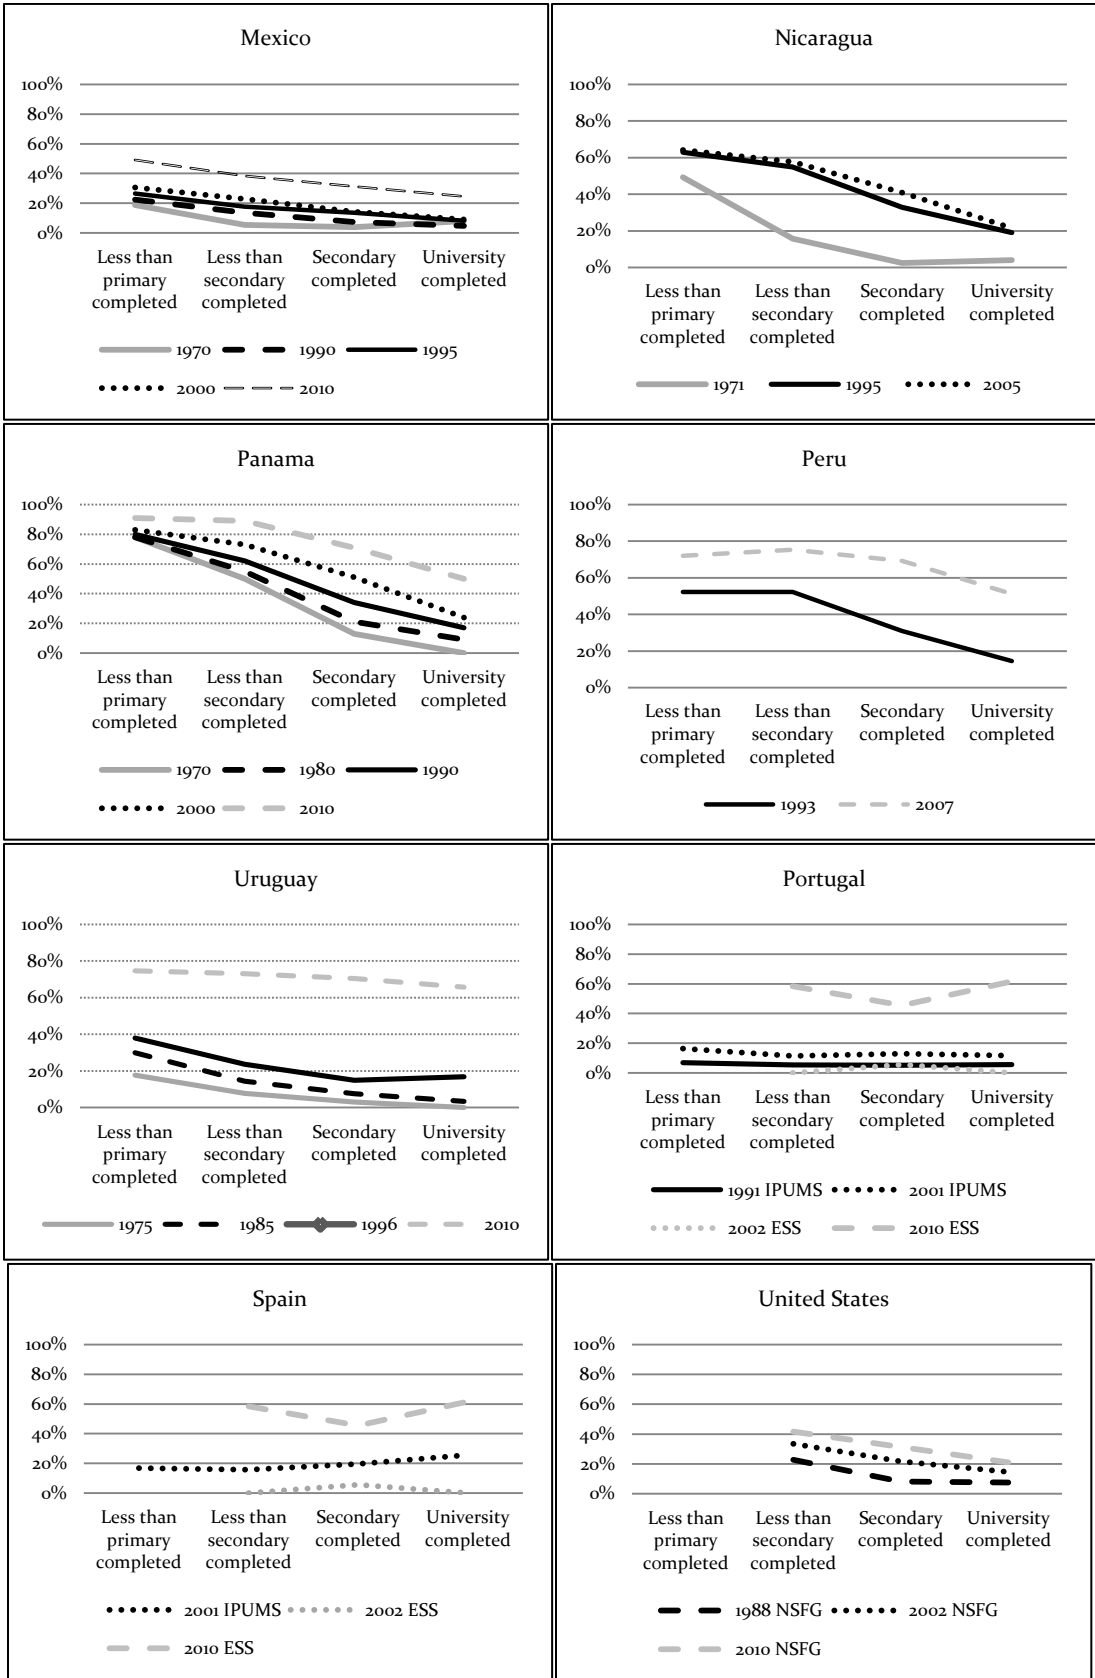 Mexico
100%
80%
60%
40%
20%
0%
Less than primary completed
Less than secondary completed
Secondary completed
University completed
1970 1990 1995
2000 2010
Nicaragua
100%
80%
60%
40%
20%
0%
Less than primary completed
Less than secondary completed
Secondary completed
University completed
1971 1995 2005
Panama
100%
80%
60%
40%
20%
0%
Less than primary completed
Less than secondary completed
Secondary completed
University completed
1970 1980 1990
2000 2010
Peru
100%
80%
60%
40%
20%
0%
Less than primary completed
Less than secondary completed
Secondary completed
University completed
1993 2007
Uruguay
100%
80%
60%
40%
20%
0%
Less than primary completed
Less than secondary completed
Secondary completed
University completed
1975 1985 1996 2010
Portugal
100%
80%
60%
40%
20%
0%
Less than primary completed
Less than secondary completed
Secondary completed
University completed
1991 IPUMS 2001 IPUMS
2002 ESS 2010 ESS
Spain
100%
80%
60%
40%
20%
0%
Less than primary completed
Less than secondary completed
Secondary completed
University completed
2001 IPUMS 2002 ESS
2010 ESS
United States
100%
80%
60%
40%
20%
0%
Less than primary completed
Less than secondary completed
Secondary completed
University completed
1988 NSFG 2002 NSFG
2010 NSFG